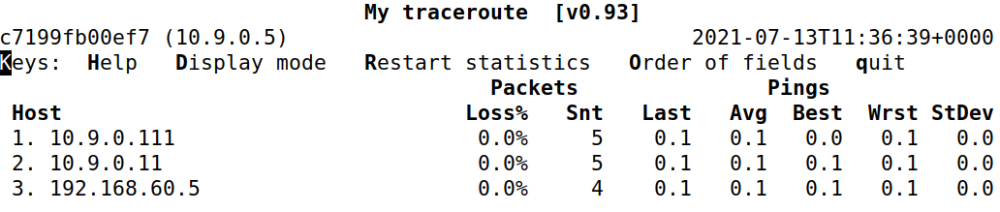 My traceroute  [v0.93]
c7199fb00ef7 (10.9.0.5) 2021-07-13T11:36:39+0000
Keys:  Help   Display mode   Restart statistics   Order of fields   quit
Packets               Pings
Host                                Loss%   Snt   Last   Avg  Best  Wrst StDev
1. 10.9.0.111                        0.0%     5    0.1   0.1   0.0   0.1   0.0
2. 10.9.0.11                         0.0%     5    0.1   0.1   0.1   0.1   0.0
3. 192.168.60.5                      0.0%     4    0.1   0.1   0.1   0.1   0.0